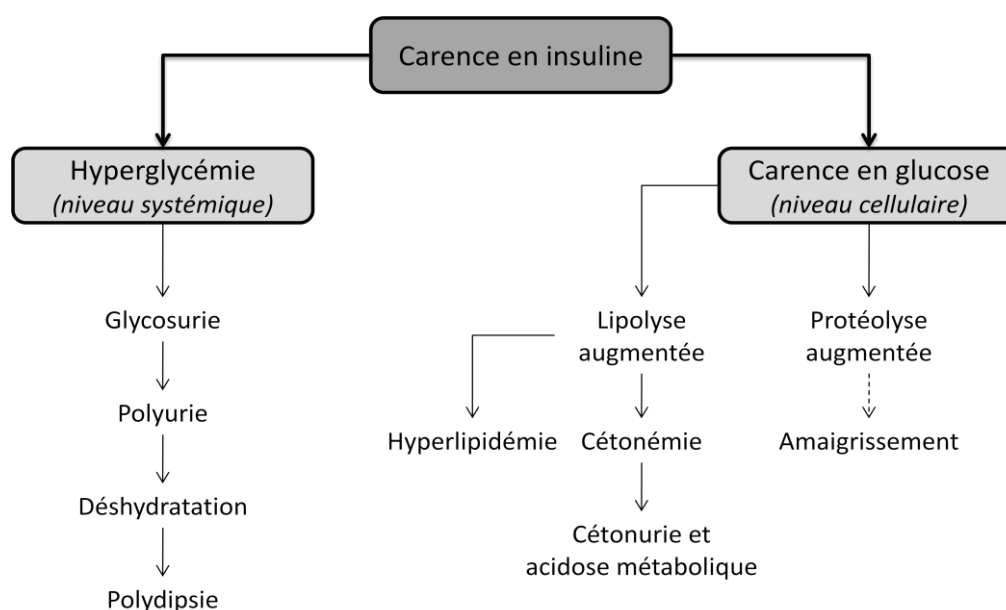 Carence en insuline
Hyperglycémie
(niveau systémique)
Carence en glucose
(niveau cellulaire)
Glycosurie
Lipolyse
augmentée
Protéolyse
augmentée
Polyurie
Hyperlipidémie
Cétonémie
Amaigrissement
Déshydratation
Cétonurie et
acidose métabolique
Polydipsie